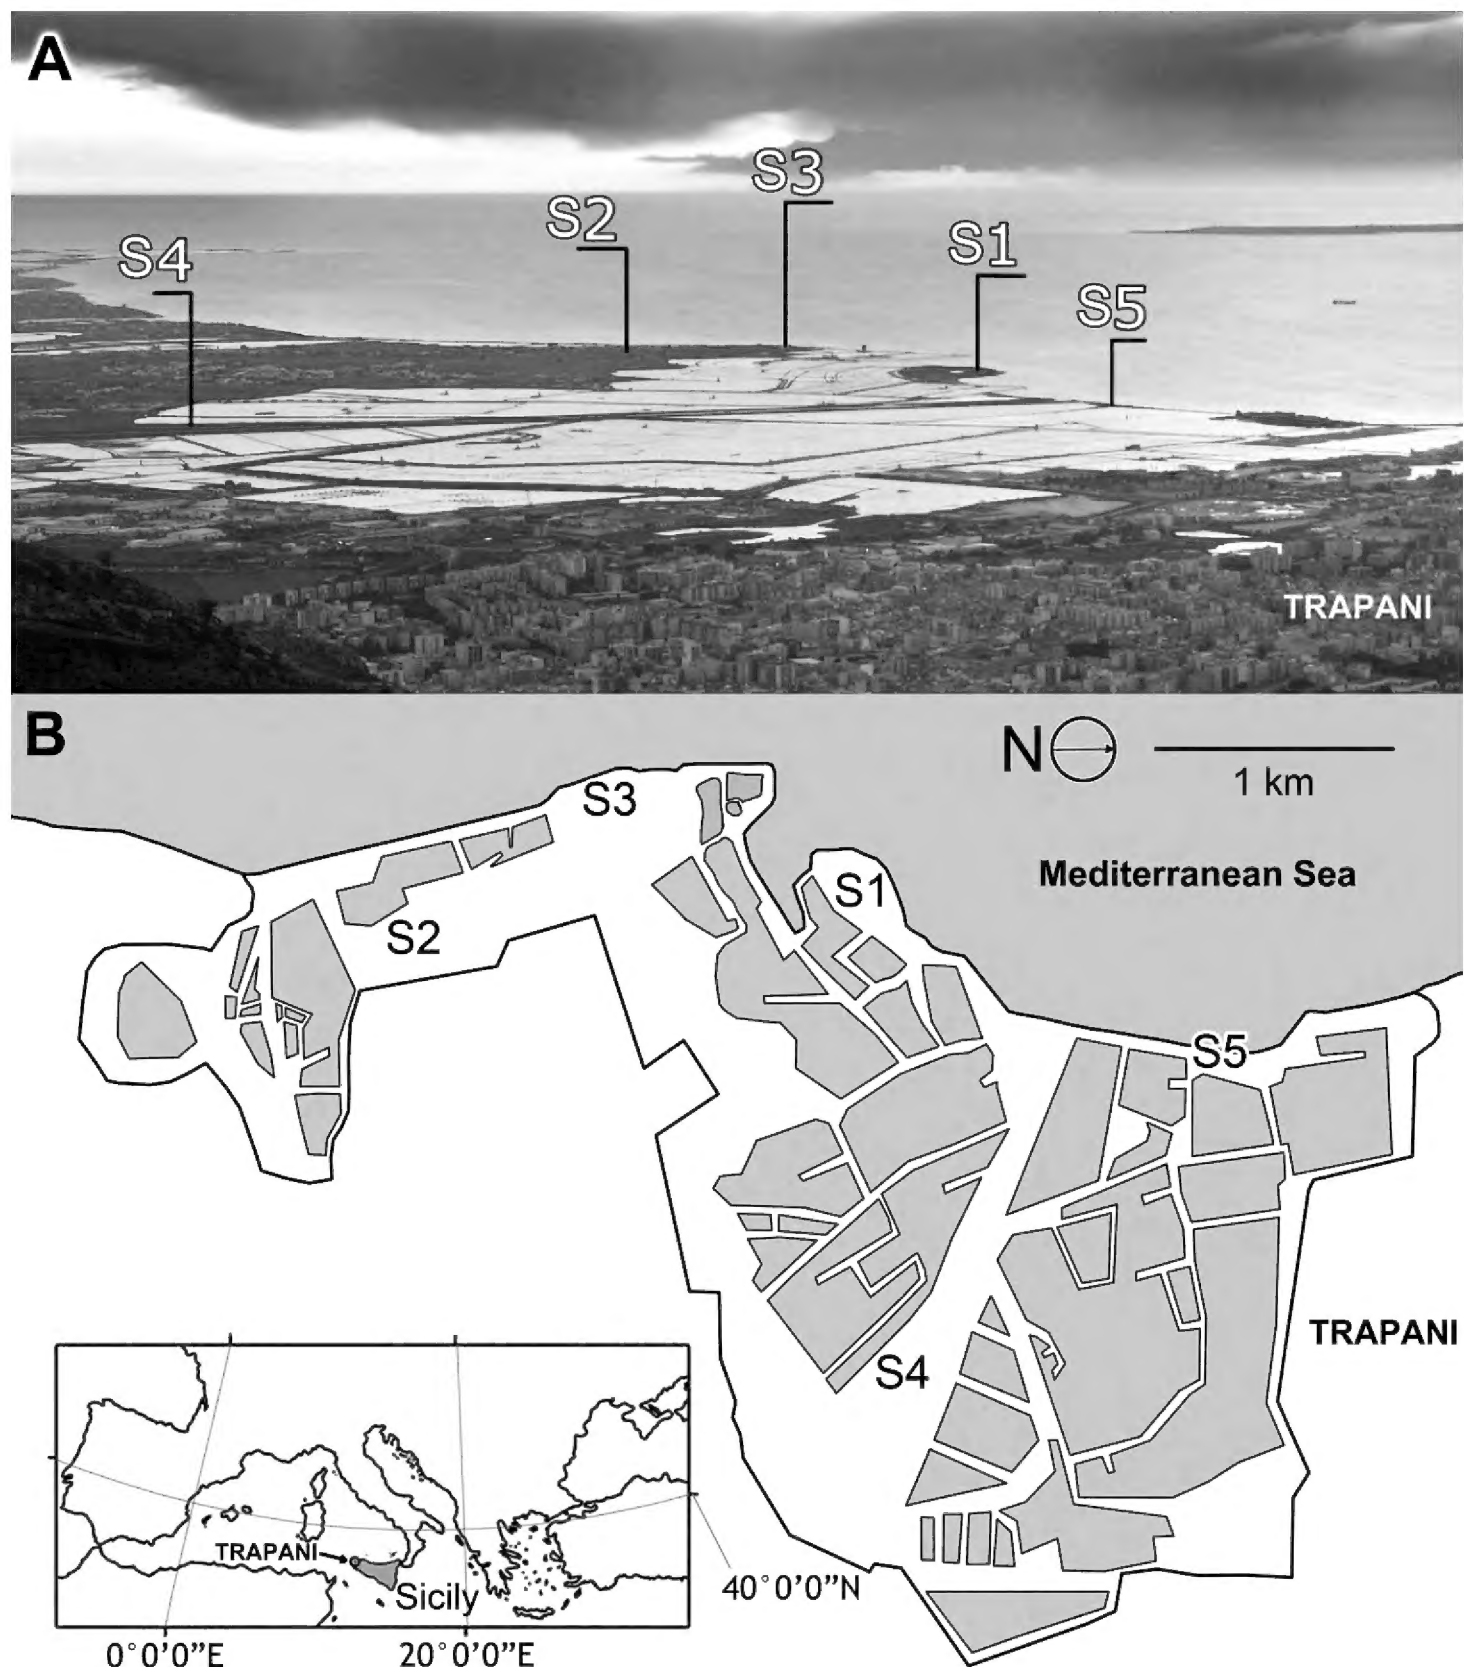 A
S3
S2
S1
S4
S5
TRAPANI
B
N
1 km
S3
Mediterranean Sea
S1
S2
S5
TRAPANI
S4
TRAPANI
Sicily
40°0'0"N
0°0'0"E
20°0'0"E